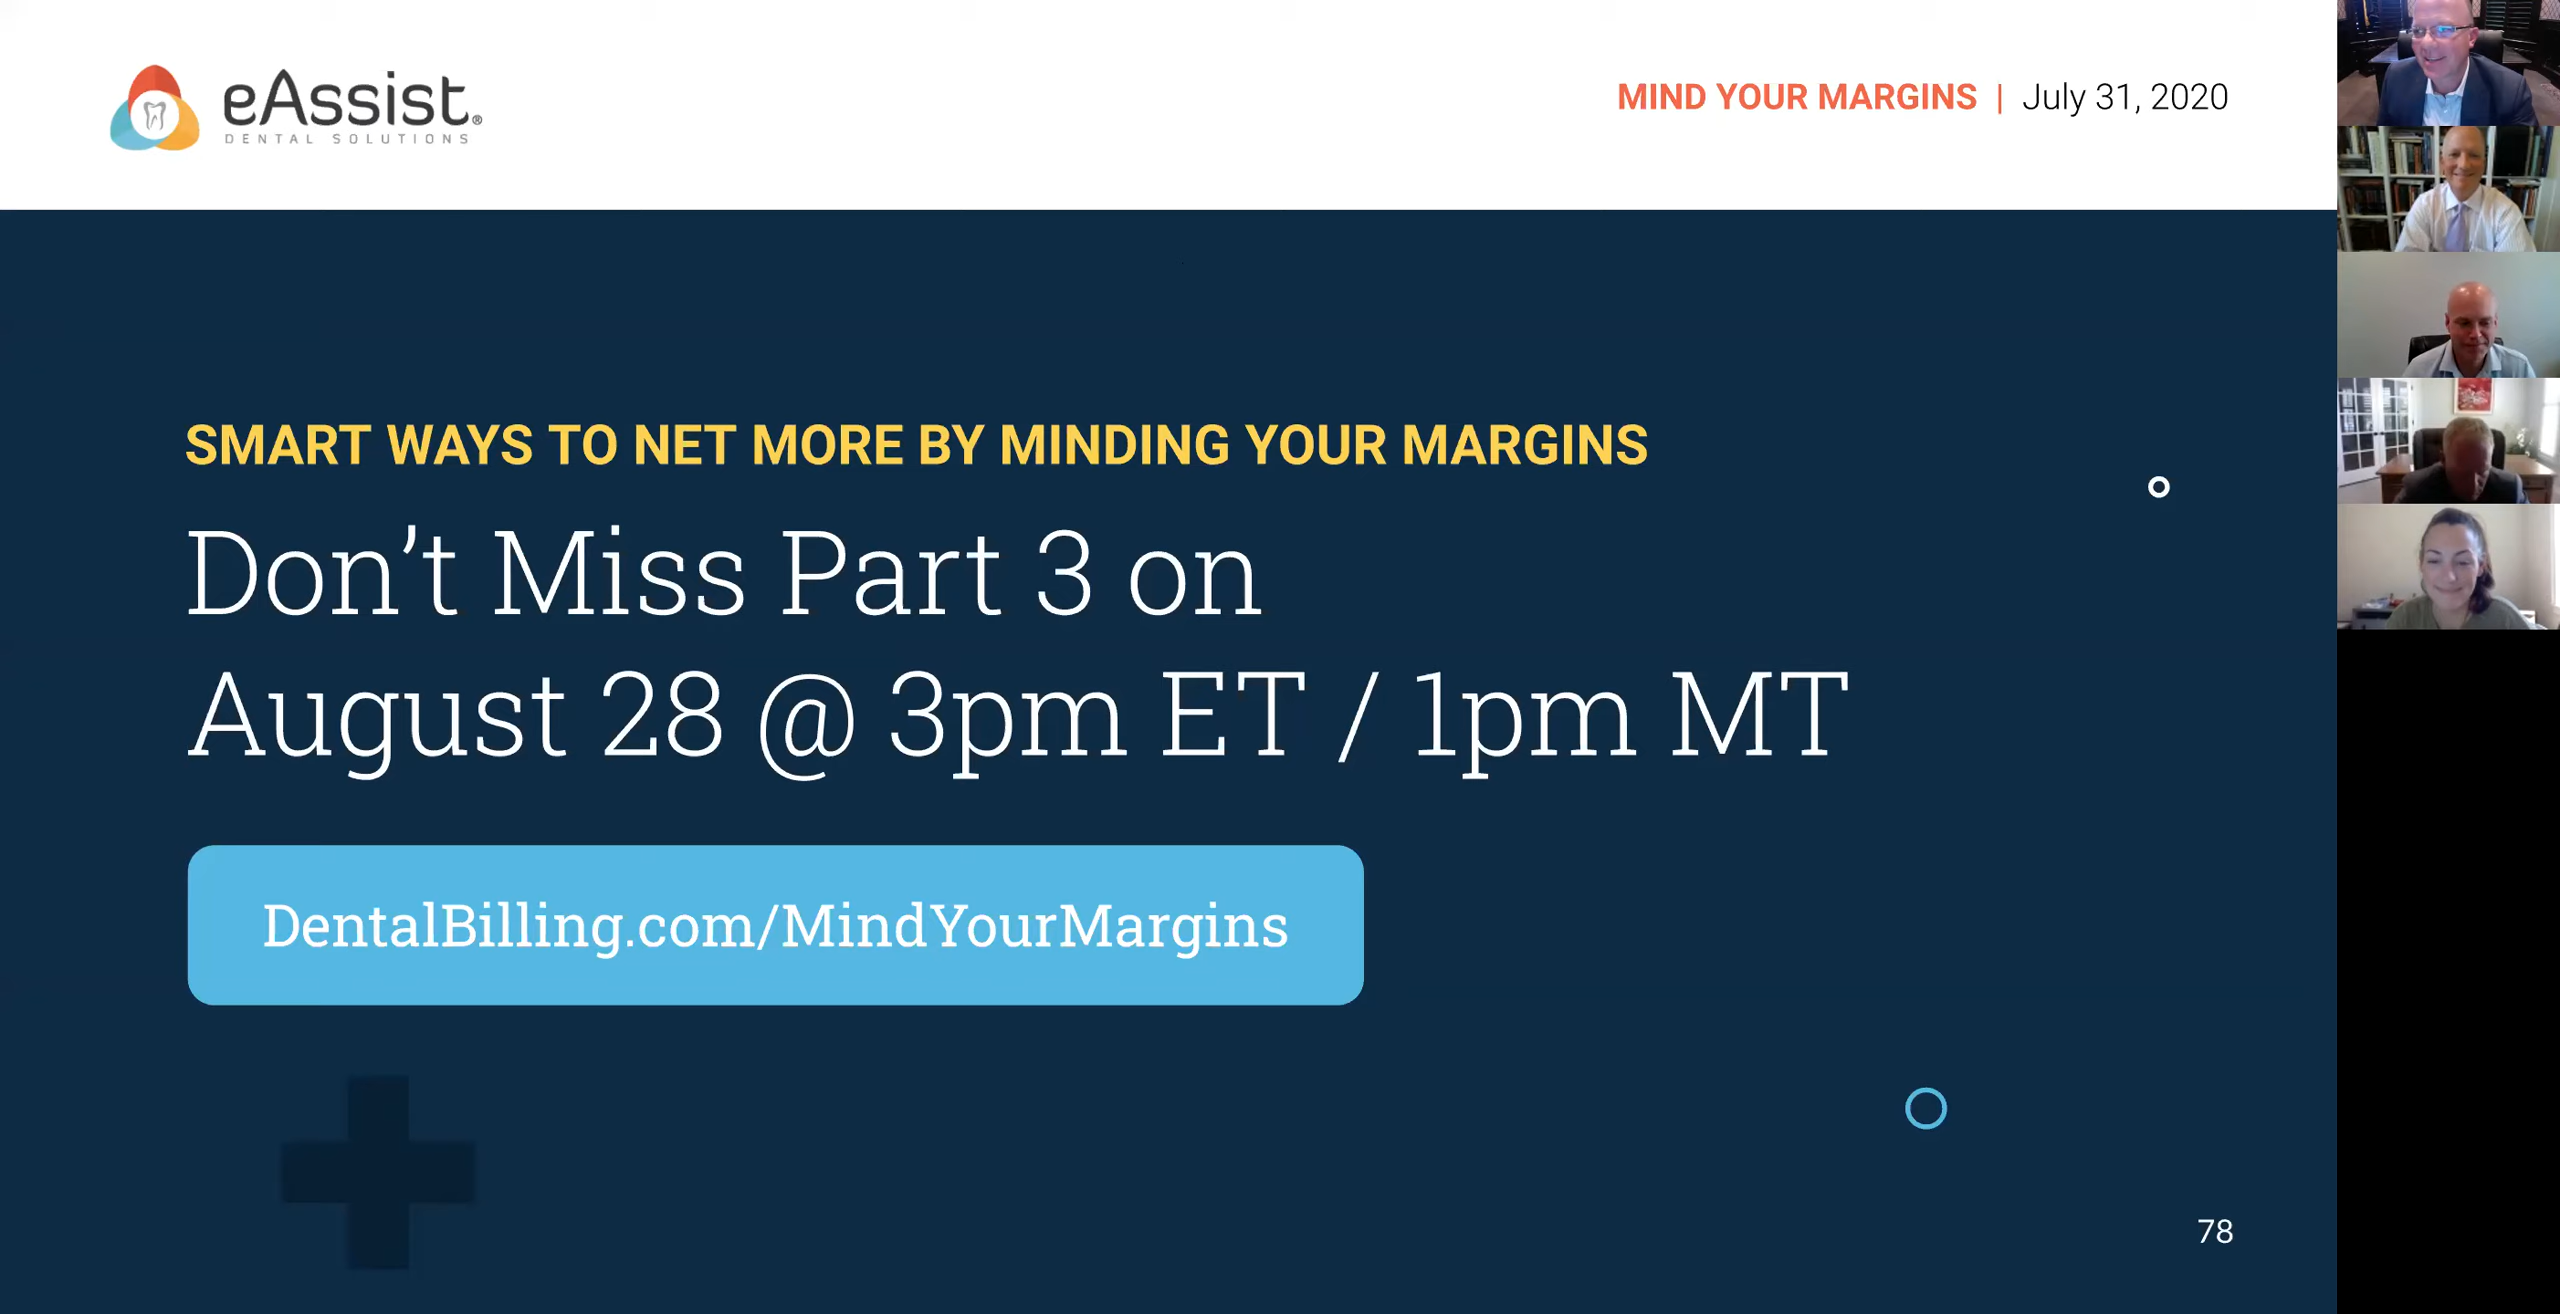 eAssist®
DENTAL SOLUTIONS
MIND YOUR MARGINS | July 31, 2020
SMART WAYS TO NET MORE BY MINDING YOUR MARGINS
Don’t Miss Part 3 on
August 28 @ 3pm ET / 1pm MT
DentalBilling.com/MindYourMargins
78